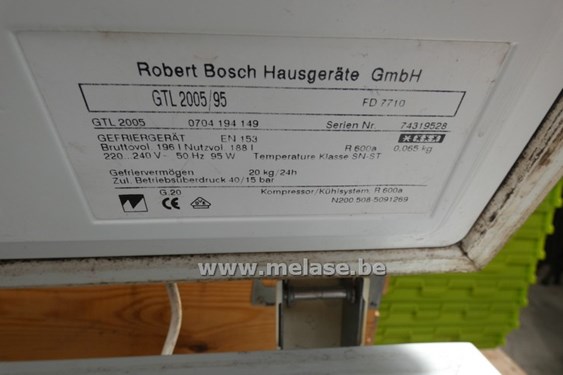 Robert Bosch Hausgeräte GmbH
GTL 2005/95 FD 7710
GTL 2005 0704 194 149 Serien Nr. 74319528
GEFRIERGERÄT EN 153
Bruttovol. 196 l Nutzvol. 188 l R 600a 0,065 kg
220...240 V~ 50 Hz 95 W Temperature Klasse SN-ST
Gefriervermögen 20 kg/24h
Zul. Betriebsüberdruck 40/15 bar
G.20 Kompressor/Kühlsystem: R 600a
CE N200.508-5091269
www.melase.be